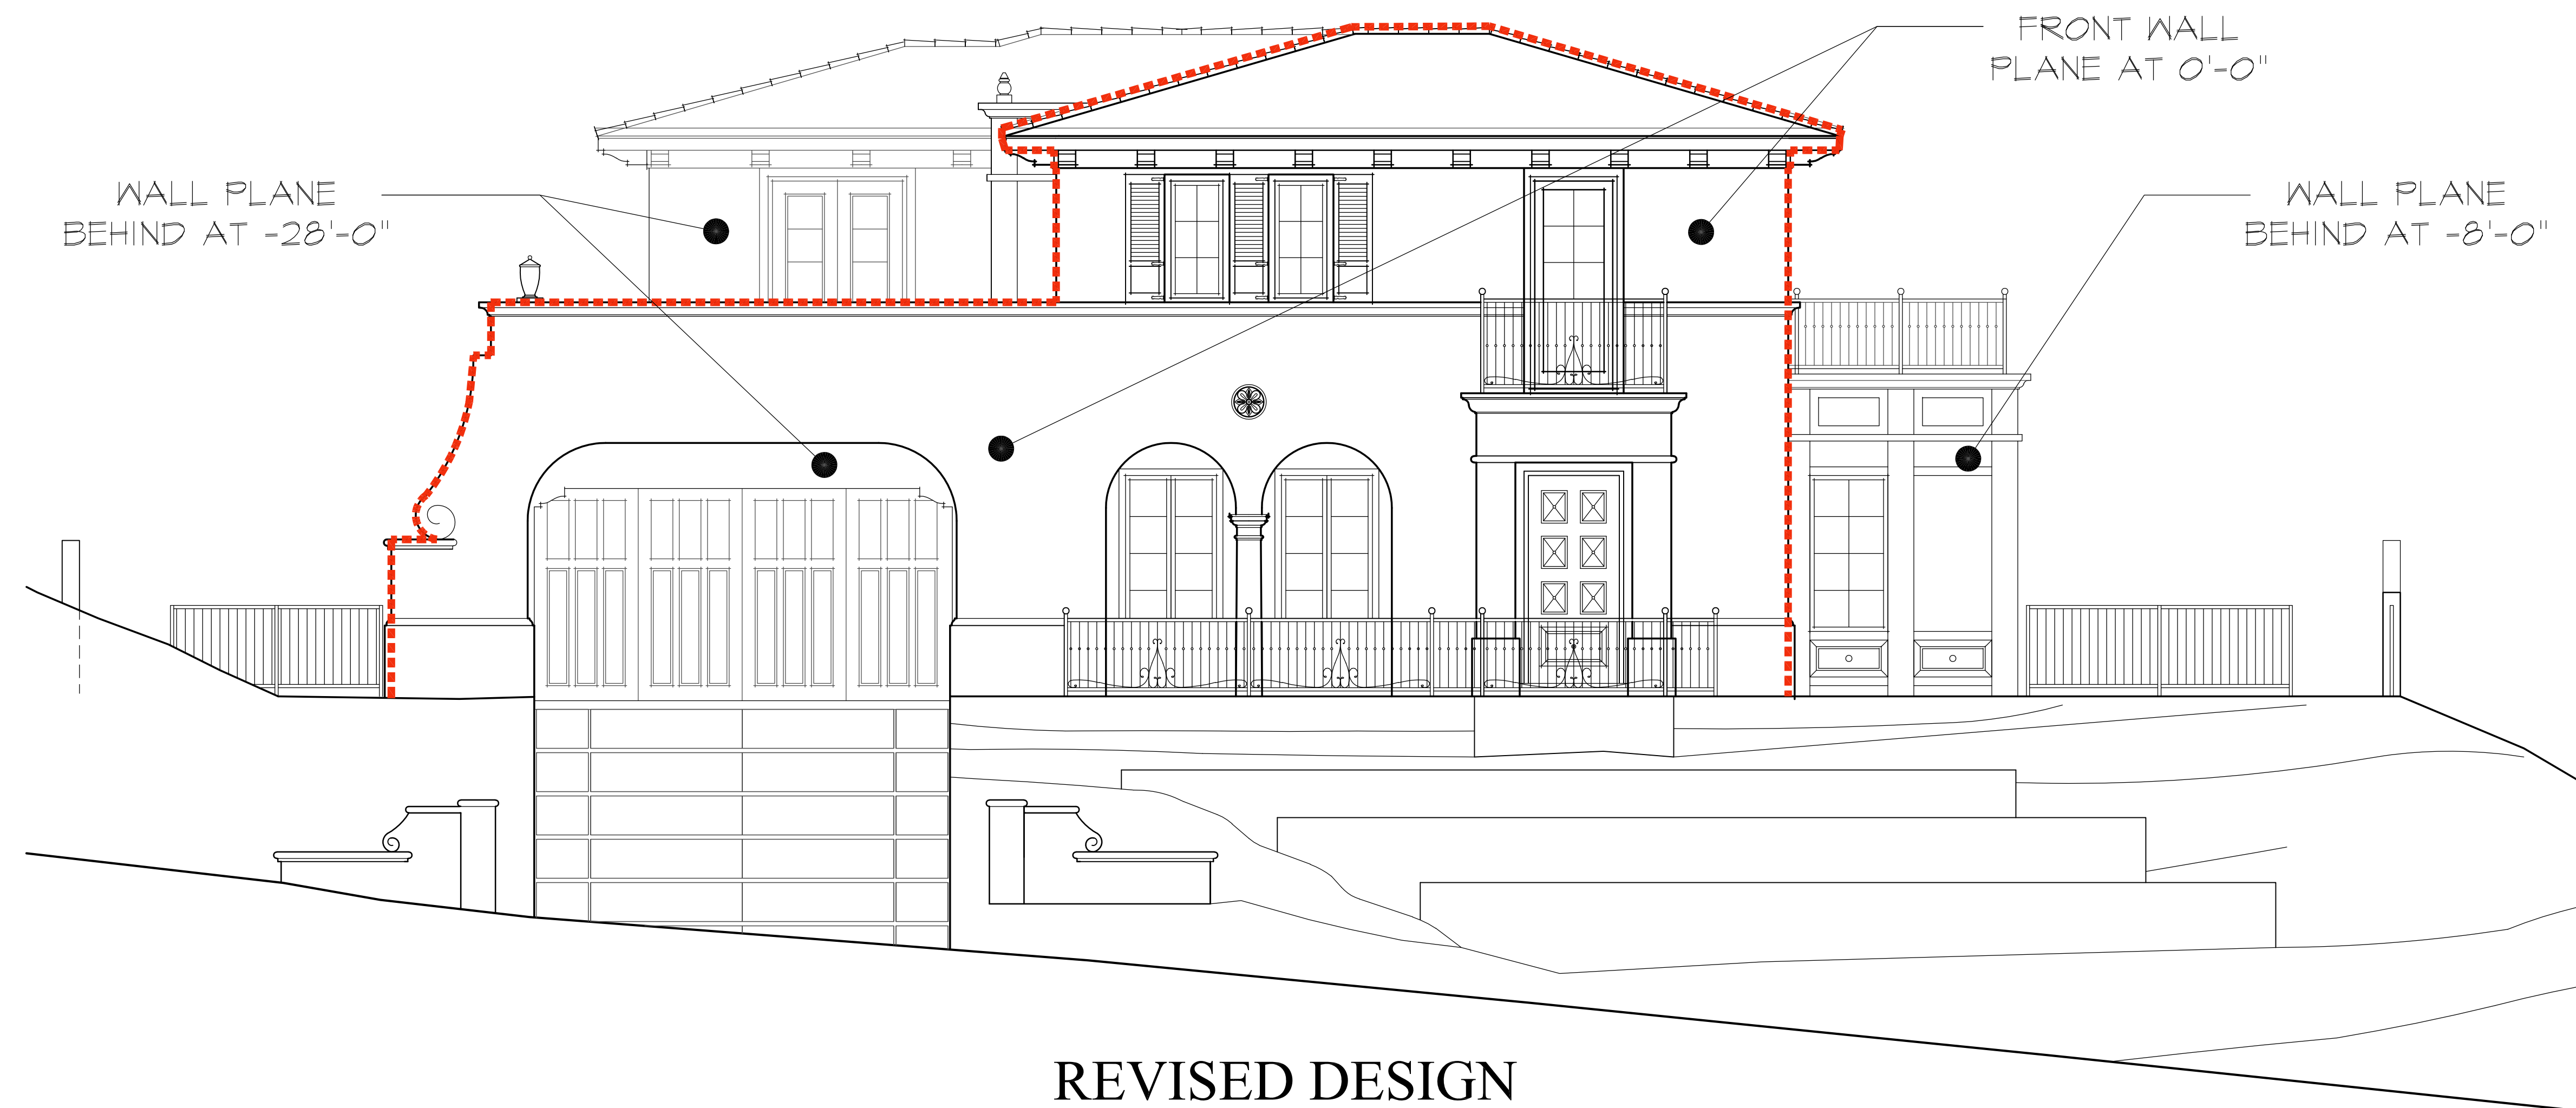 FRONT WALL
PLANE AT 0'-0"
WALL PLANE
BEHIND AT -28'-0"
WALL PLANE
BEHIND AT -8'-0"
REVISED DESIGN